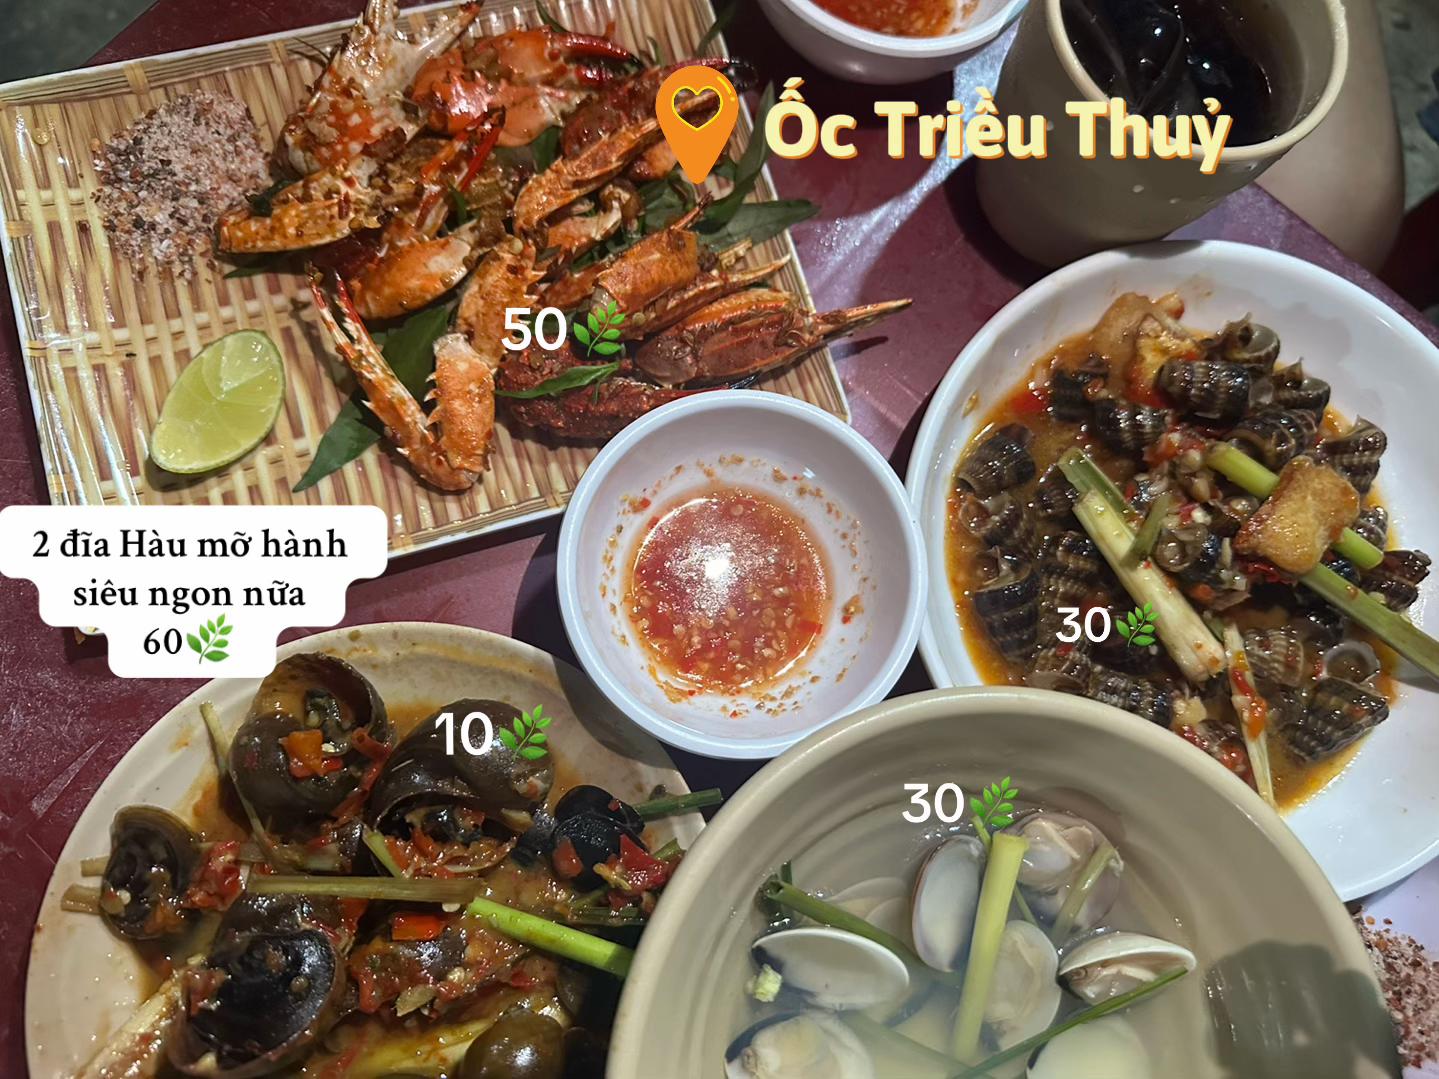 Ốc Triều Thuỷ
50🌿
2 đĩa Hàu mỡ hành
siêu ngon nữa
60🌿
30🌿
10🌿
30🌿